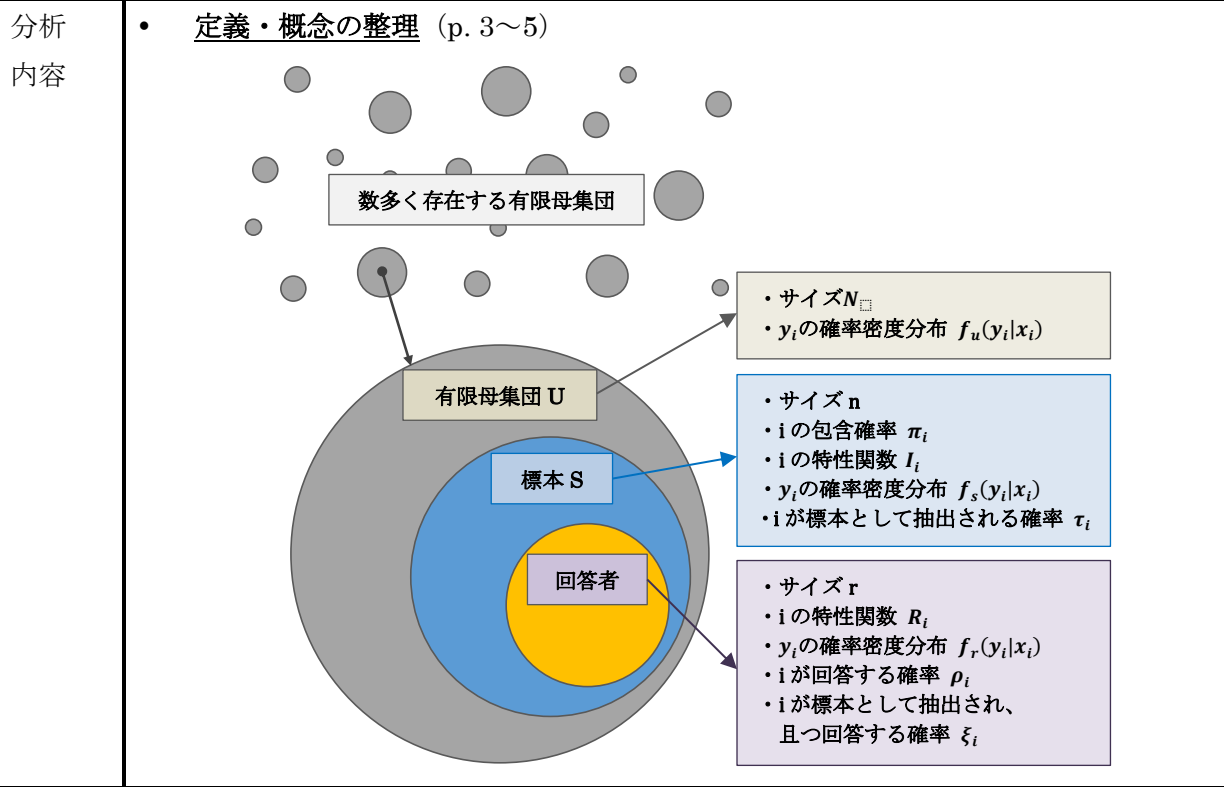 分析
内容
• 定義・概念の整理 (p. 3～5)
数多く存在する有限母集団
・サイズN⬚
・yᵢの確率密度分布 f_u(yᵢ|xᵢ)
有限母集団 U
・サイズ n
・i の包含確率 πᵢ
・i の特性関数 Iᵢ
・yᵢの確率密度分布 f_s(yᵢ|xᵢ)
・i が標本として抽出される確率 τᵢ
標本 S
回答者
・サイズ r
・i の特性関数 Rᵢ
・yᵢの確率密度分布 f_r(yᵢ|xᵢ)
・i が回答する確率 ρᵢ
・i が標本として抽出され、
且つ回答する確率 ξᵢ